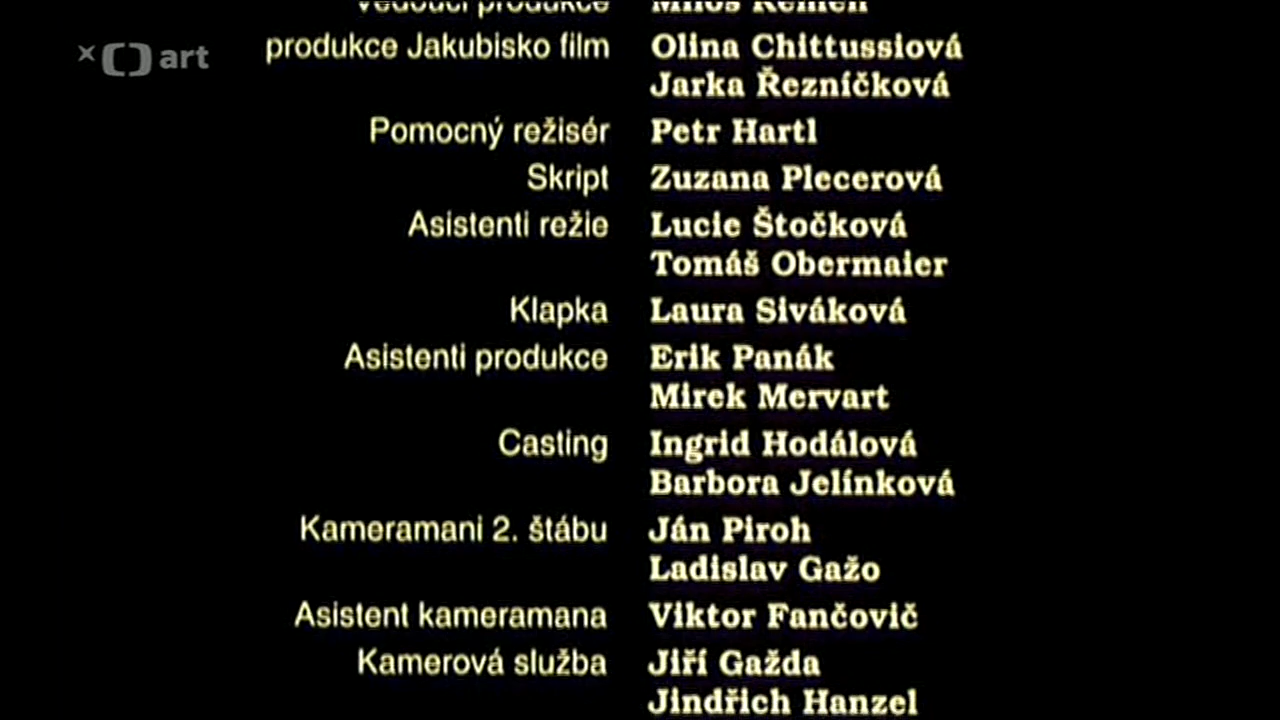 vedoucí produkce
art
produkce Jakubisko film Olina Chittussiová
Jarka Řezníčková
Pomocný režisér Petr Hartl
Skript Zuzana Plecerová
Asistenti režie Lucie Štočková
Tomáš Obermaier
Klapka Laura Siváková
Asistenti produkce Erik Panák
Mirek Mervart
Casting Ingrid Hodálová
Barbora Jelínková
Kameramani 2. štábu Ján Piroh
Ladislav Gažo
Asistent kameramana Viktor Fančovič
Kamerová služba Jiří Gažda
Jindřich Hanzel